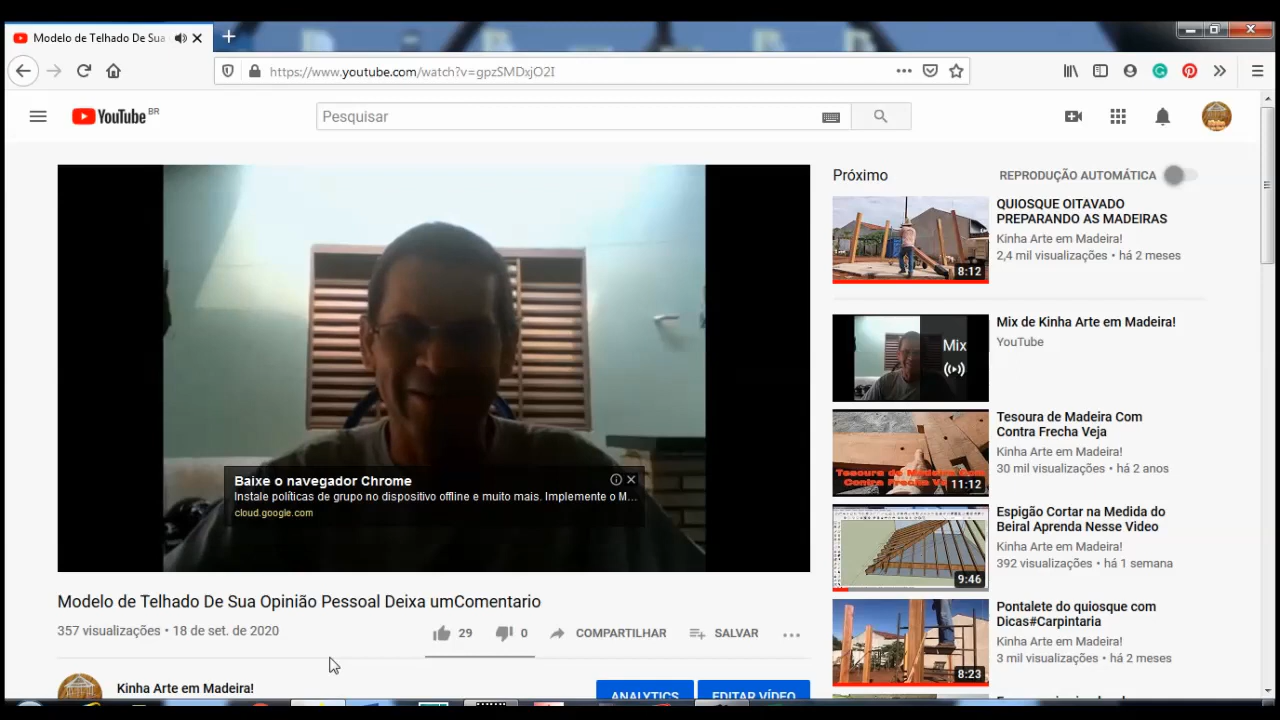 Modelo de Telhado De Sua
https://www.youtube.com/watch?v=gpzSMDxjO2I
YouTube BR
Pesquisar
Próximo
REPRODUÇÃO AUTOMÁTICA
QUIOSQUE OITAVADO
PREPARANDO AS MADEIRAS
Kinha Arte em Madeira!
2,4 mil visualizações • há 2 meses
8:12
Mix de Kinha Arte em Madeira!
YouTube
Mix
Tesoura de Madeira Com
Contra Frecha Veja
Kinha Arte em Madeira!
30 mil visualizações • há 2 anos
Tesoura de Madeira Com
Contra Frecha Ve
11:12
Espigão Cortar na Medida do
Beiral Aprenda Nesse Video
Kinha Arte em Madeira!
392 visualizações • há 1 semana
9:46
Pontalete do quiosque com
Dicas#Carpintaria
Kinha Arte em Madeira!
3 mil visualizações • há 2 meses
8:23
Baixe o navegador Chrome
Instale políticas de grupo no dispositivo offline e muito mais. Implemente o M...
cloud.google.com
Modelo de Telhado De Sua Opinião Pessoal Deixa umComentario
357 visualizações • 18 de set. de 2020
29
0
COMPARTILHAR
SALVAR
Kinha Arte em Madeira!
ANALYTICS
EDITAR VÍDEO